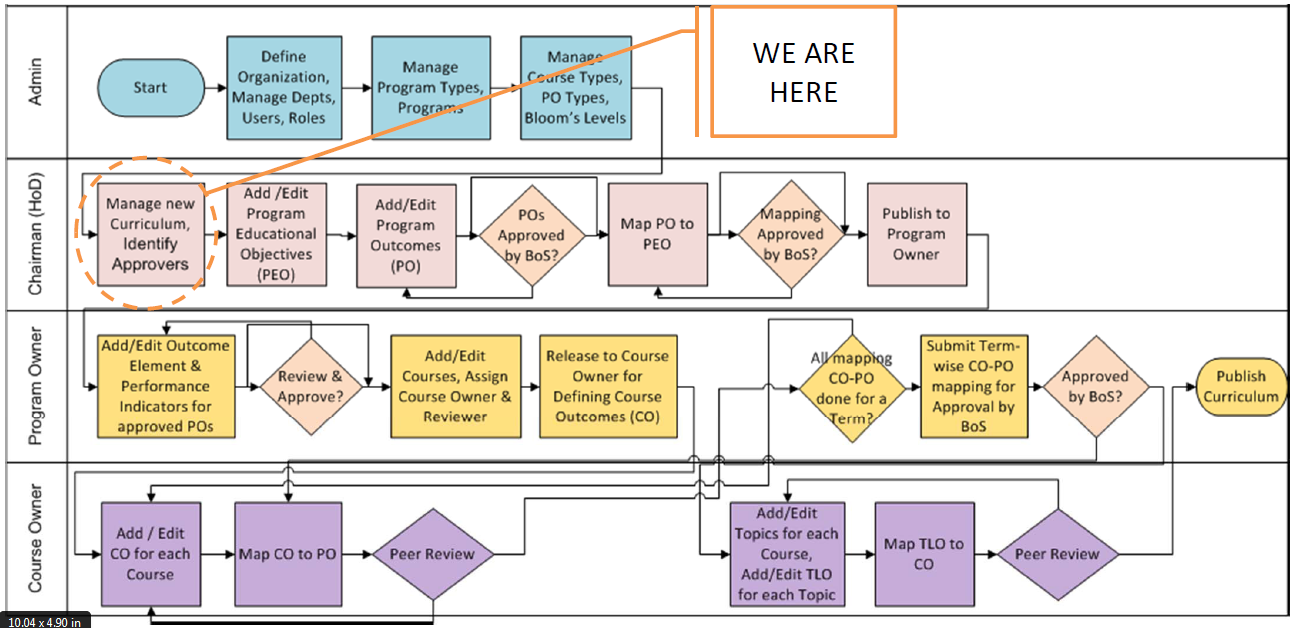 WE ARE
HERE
Admin
Start
Define
Organization,
Manage Depts,
Users, Roles
Manage
Program Types,
Programs
Manage
Course Types,
PO Types,
Bloom's Levels
Chairman (HoD)
Manage new
Curriculum,
Identify
Approvers
Add /Edit
Program
Educational
Objectives
(PEO)
Add/Edit
Program
Outcomes
(PO)
POs
Approved
by BoS?
Map PO to
PEO
Mapping
Approved
by BoS?
Publish to
Program
Owner
Program Owner
Add/Edit Outcome
Element &
Performance
Indicators for
approved POs
Review &
Approve?
Add/Edit
Courses, Assign
Course Owner &
Reviewer
Release to Course
Owner for
Defining Course
Outcomes (CO)
All mapping
CO-PO
done for a
Term?
Submit Term-
wise CO-PO
mapping for
Approval by
BoS
Approved
by BoS?
Publish
Curriculum
Course Owner
Add / Edit
CO for each
Course
Map CO to PO
Peer Review
Add/Edit
Topics for each
Course,
Add/Edit TLO
for each Topic
Map TLO to
CO
Peer Review
10.04 x 4.90 in